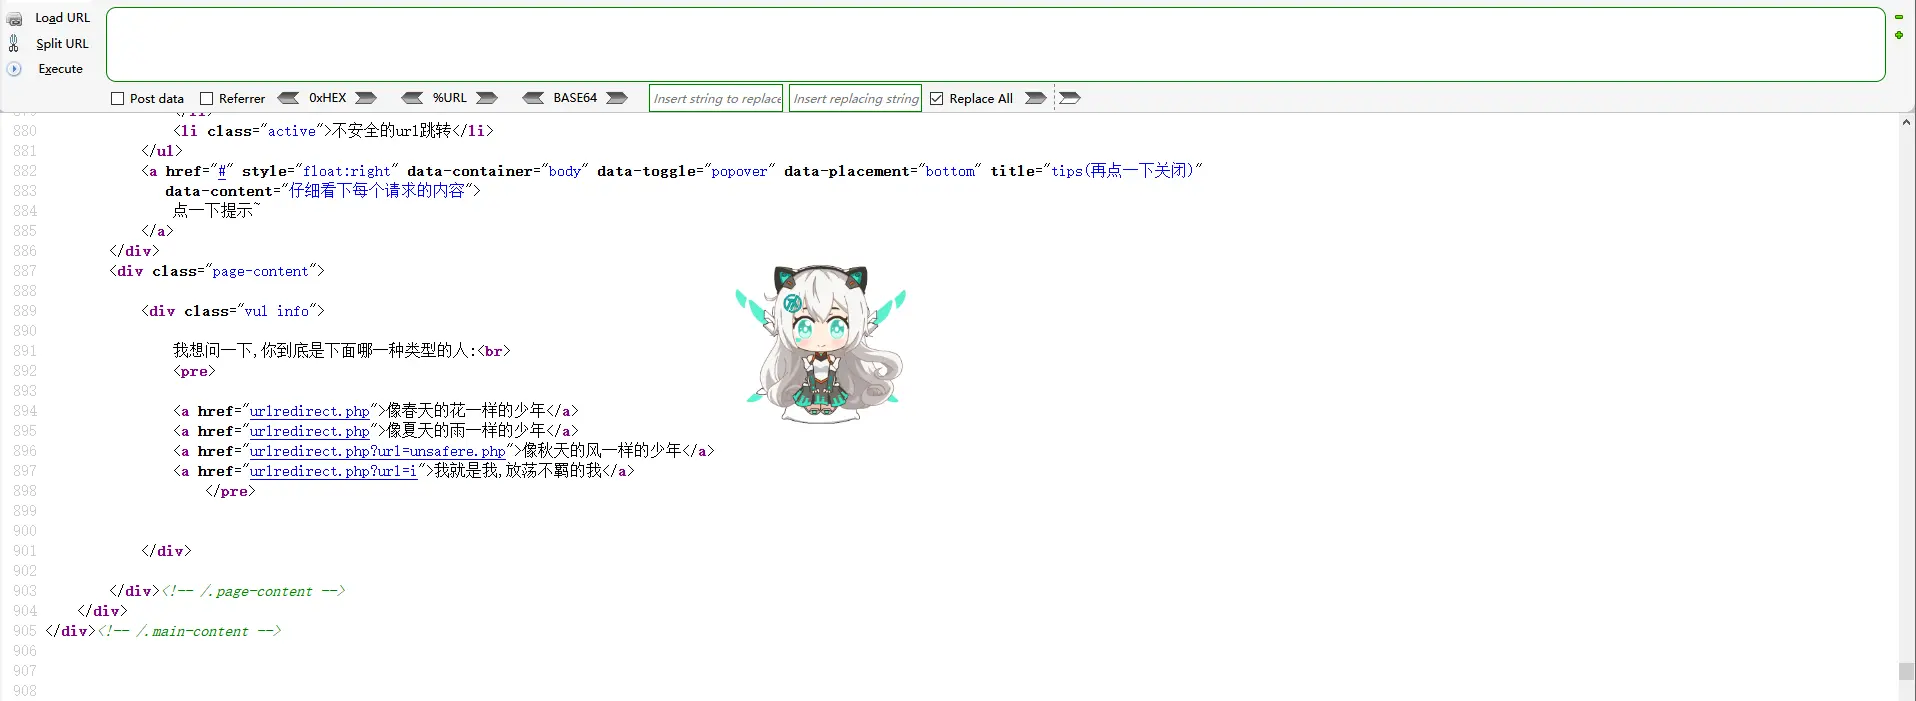 Load URL
Split URL
Execute
Post data Referrer 0xHEX %URL BASE64 Insert string to replace Insert replacing string Replace All
879 </li>
880 <li class="active">不安全的url跳转</li>
881 </ul>
882 <a href="#" style="float:right" data-container="body" data-toggle="popover" data-placement="bottom" title="tips(再点一下关闭)"
883 data-content="仔细看下每个请求的内容">
884 点一下提示~
885 </a>
886 </div>
887 <div class="page-content">
888
889 <div class="vul info">
890
891 我想问一下,你到底是下面哪一种类型的人:<br>
892 <pre>
893
894 <a href="urlredirect.php">像春天的花一样的少年</a>
895 <a href="urlredirect.php">像夏天的雨一样的少年</a>
896 <a href="urlredirect.php?url=unsafere.php">像秋天的风一样的少年</a>
897 <a href="urlredirect.php?url=i">我就是我,放荡不羁的我</a>
898 </pre>
899
900
901 </div>
902
903 </div><!-- /.page-content -->
904 </div>
905 </div><!-- /.main-content -->
906
907
908